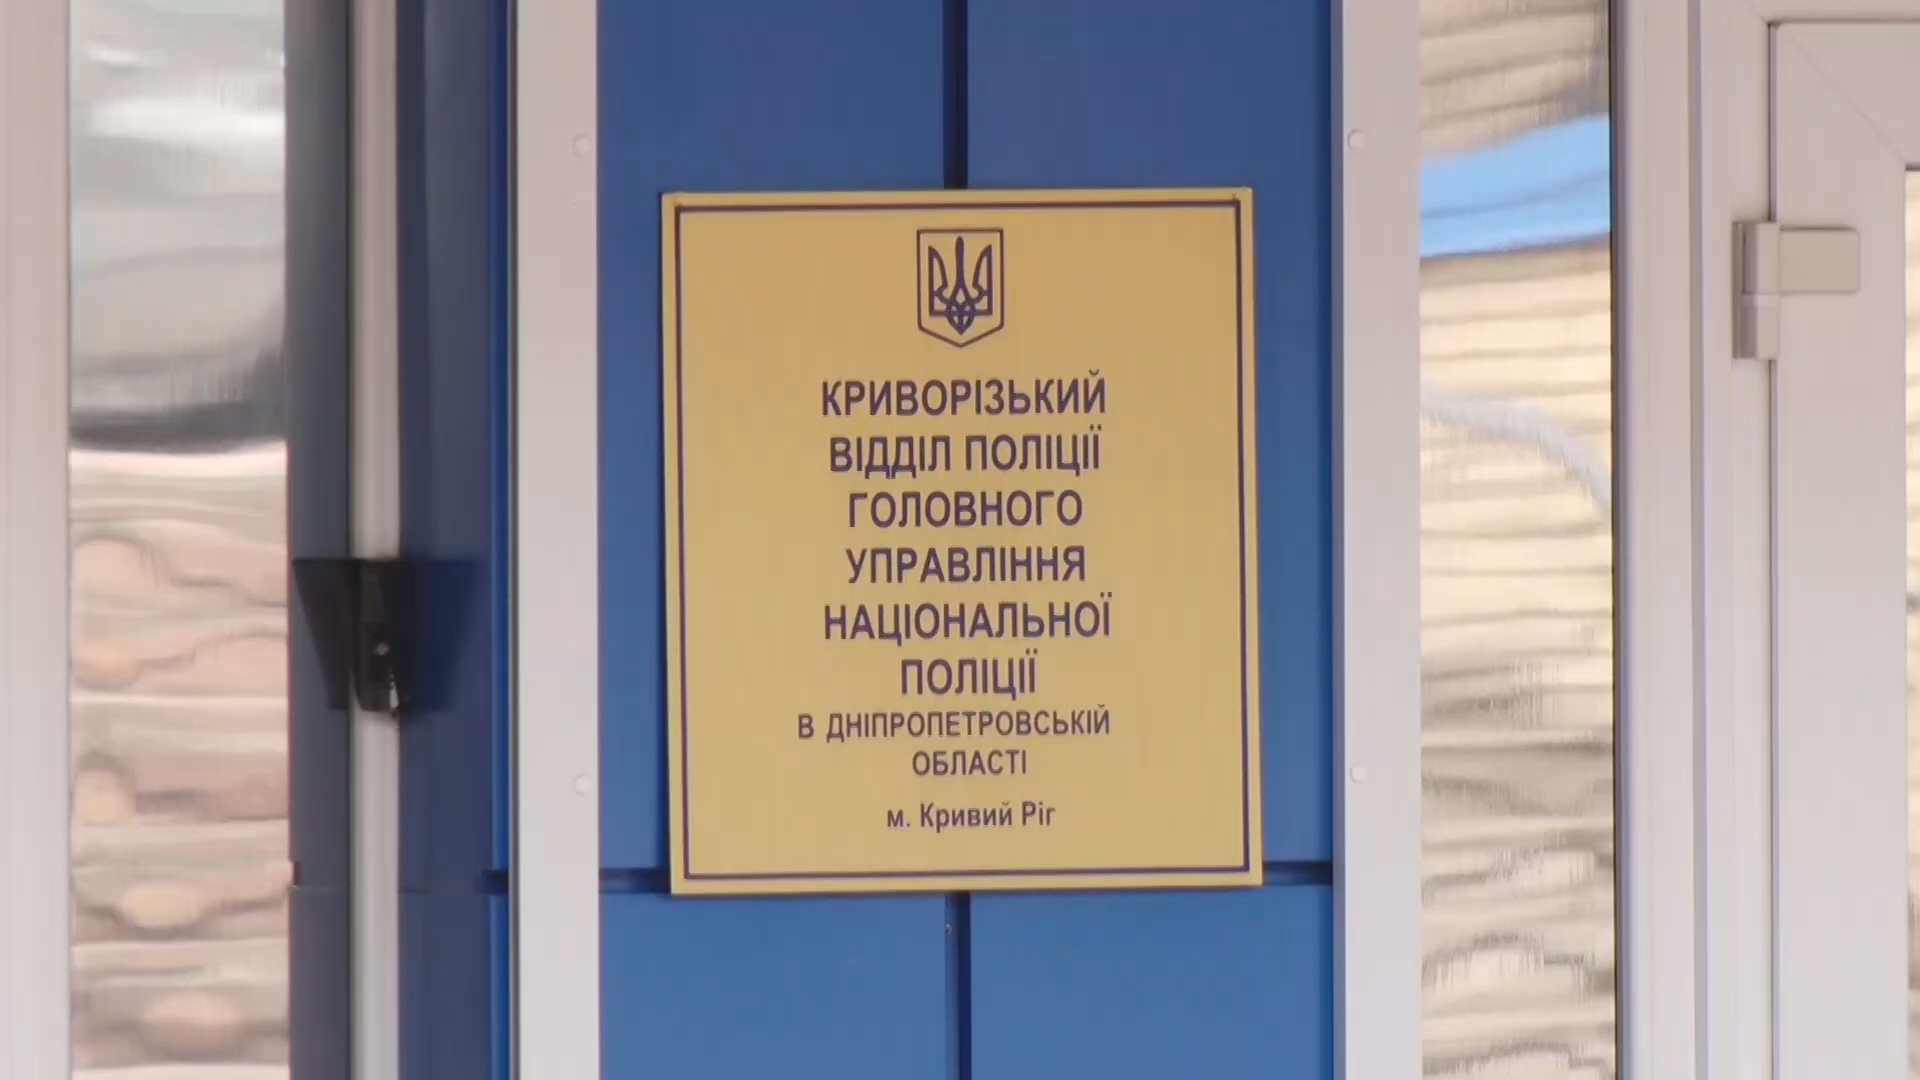 КРИВОРІЗЬКИЙ
ВІДДІЛ ПОЛІЦІЇ
ГОЛОВНОГО
УПРАВЛІННЯ
НАЦІОНАЛЬНОЇ
ПОЛІЦІЇ
В ДНІПРОПЕТРОВСЬКІЙ
ОБЛАСТІ
м. Кривий Ріг